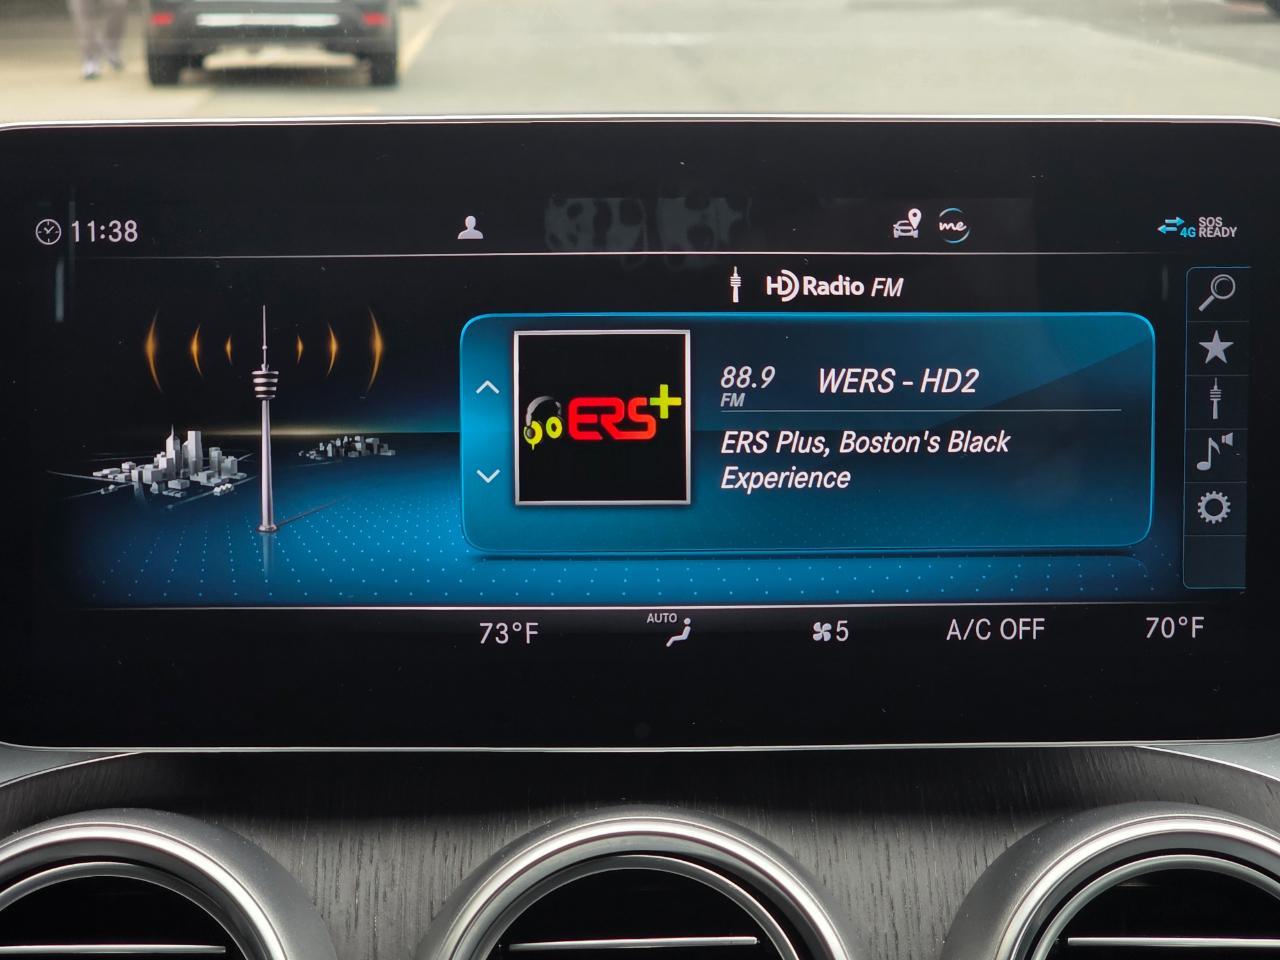 11:38
me
4G
SOS
READY
HD Radio FM
ERS+
88.9
FM
WERS - HD2
ERS Plus, Boston's Black
Experience
73°F
AUTO
5
A/C OFF
70°F